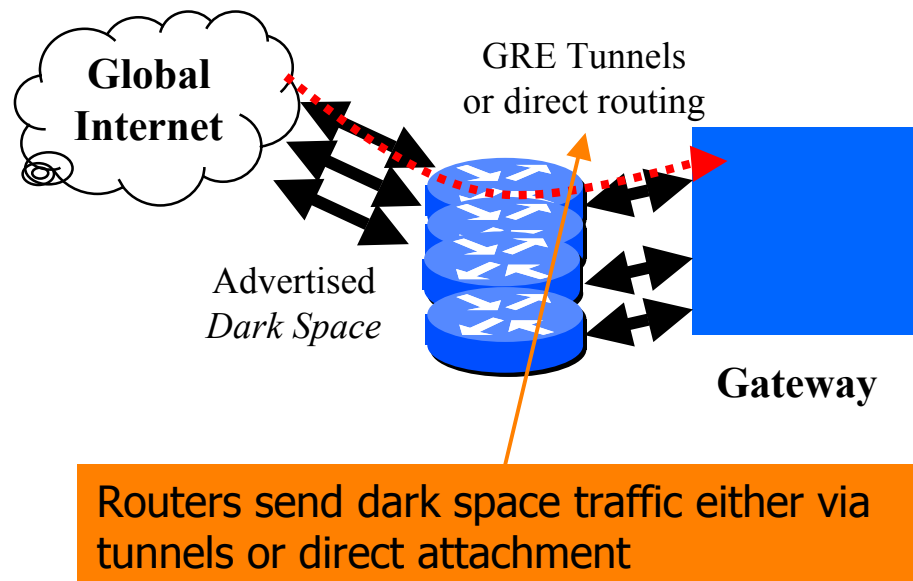 Global
Internet
GRE Tunnels
or direct routing
Advertised
Dark Space
Gateway
Routers send dark space traffic either via
tunnels or direct attachment